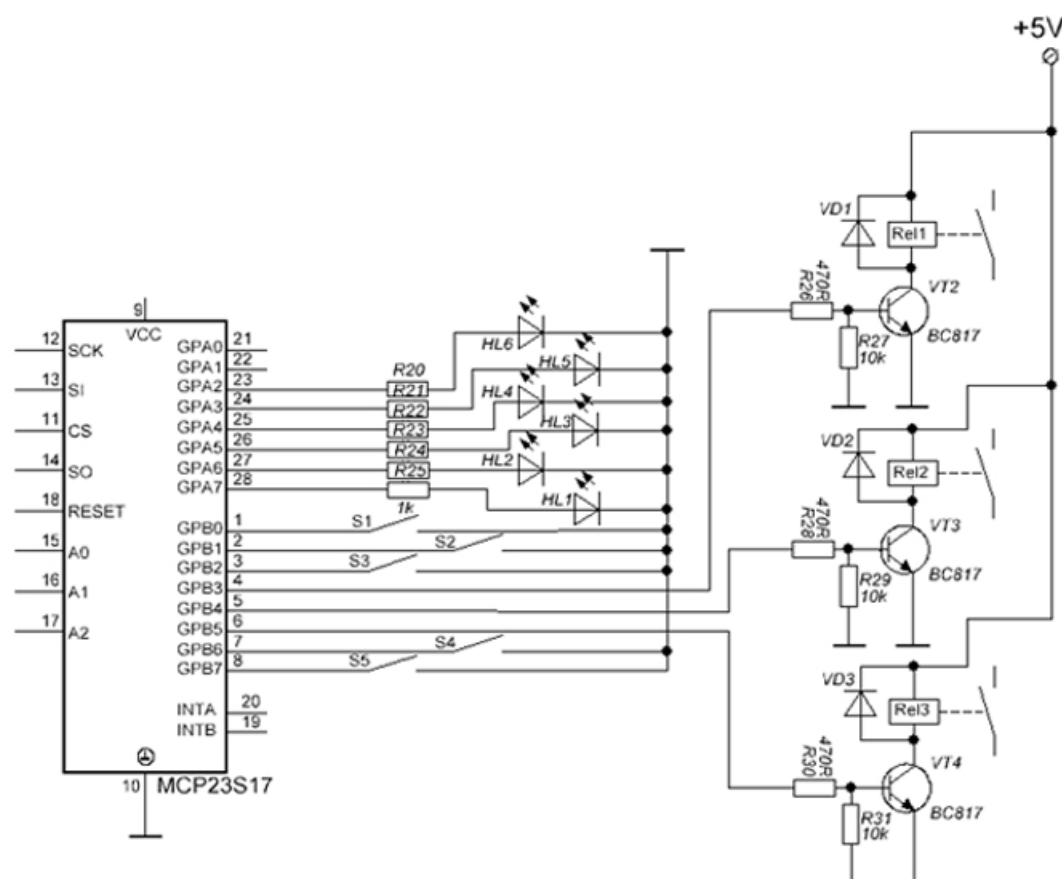 +5V
VD1
Rel1
470R
R26
VT2
R27
10k
BC817
9
VCC
12
SCK
13
SI
11
CS
14
SO
18
RESET
15
A0
16
A1
17
A2
GPA0
21
GPA1
22
GPA2
23
GPA3
24
GPA4
25
GPA5
26
GPA6
27
GPA7
28
GPB0
1
GPB1
2
GPB2
3
GPB3
4
GPB4
5
GPB5
6
GPB6
7
GPB7
8
INTA
20
INTB
19
10
MCP23S17
R20
R21
R22
R23
R24
R25
1k
HL6
HL5
HL4
HL3
HL2
HL1
S1
S2
S3
S4
S5
VD2
Rel2
470R
R28
VT3
R29
10k
BC817
VD3
Rel3
470R
R30
VT4
R31
10k
BC817